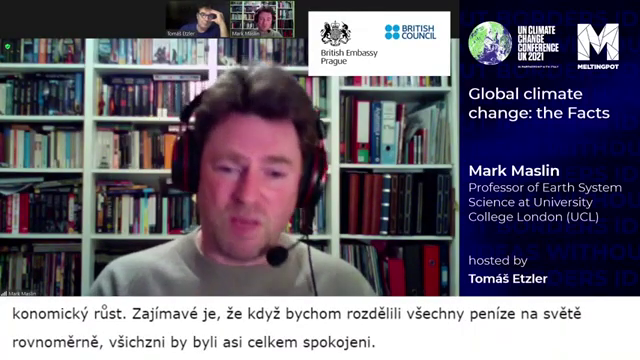 Tomáš Etzler
Mark Maslin
British Embassy
Prague
BRITISH
COUNCIL
UN CLIMATE
CHANGE
CONFERENCE
UK 2021
MELTINGPOT
Global climate
change: the Facts
Mark Maslin
Professor of Earth System
Science at University
College London (UCL)
hosted by
Tomáš Etzler
Mark Maslin
konomický růst. Zajímavé je, že když bychom rozdělili všechny peníze na světě
rovnoměrně, všichzni by byli asi celkem spokojeni.